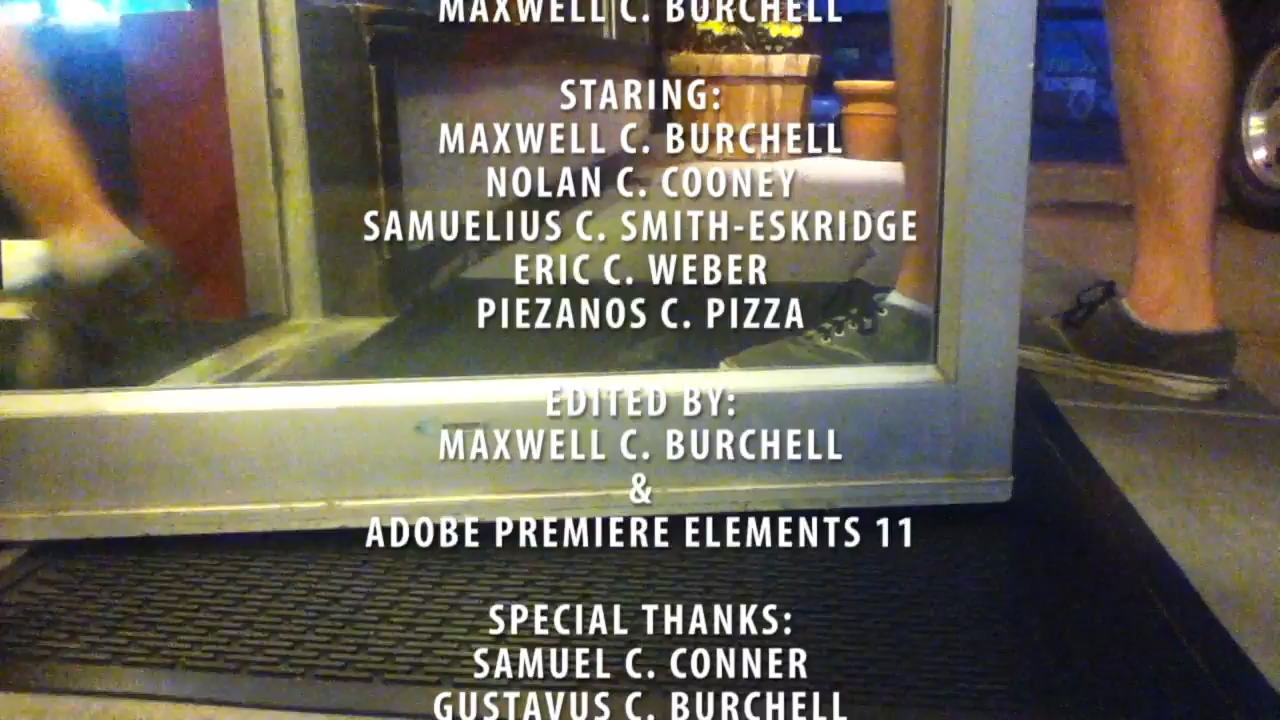 MAXWELL C. BURCHELL
STARING:
MAXWELL C. BURCHELL
NOLAN C. COONEY
SAMUELIUS C. SMITH-ESKRIDGE
ERIC C. WEBER
PIEZANOS C. PIZZA
EDITED BY:
MAXWELL C. BURCHELL
&
ADOBE PREMIERE ELEMENTS 11
SPECIAL THANKS:
SAMUEL C. CONNER
GUSTAVUS C. BURCHELL